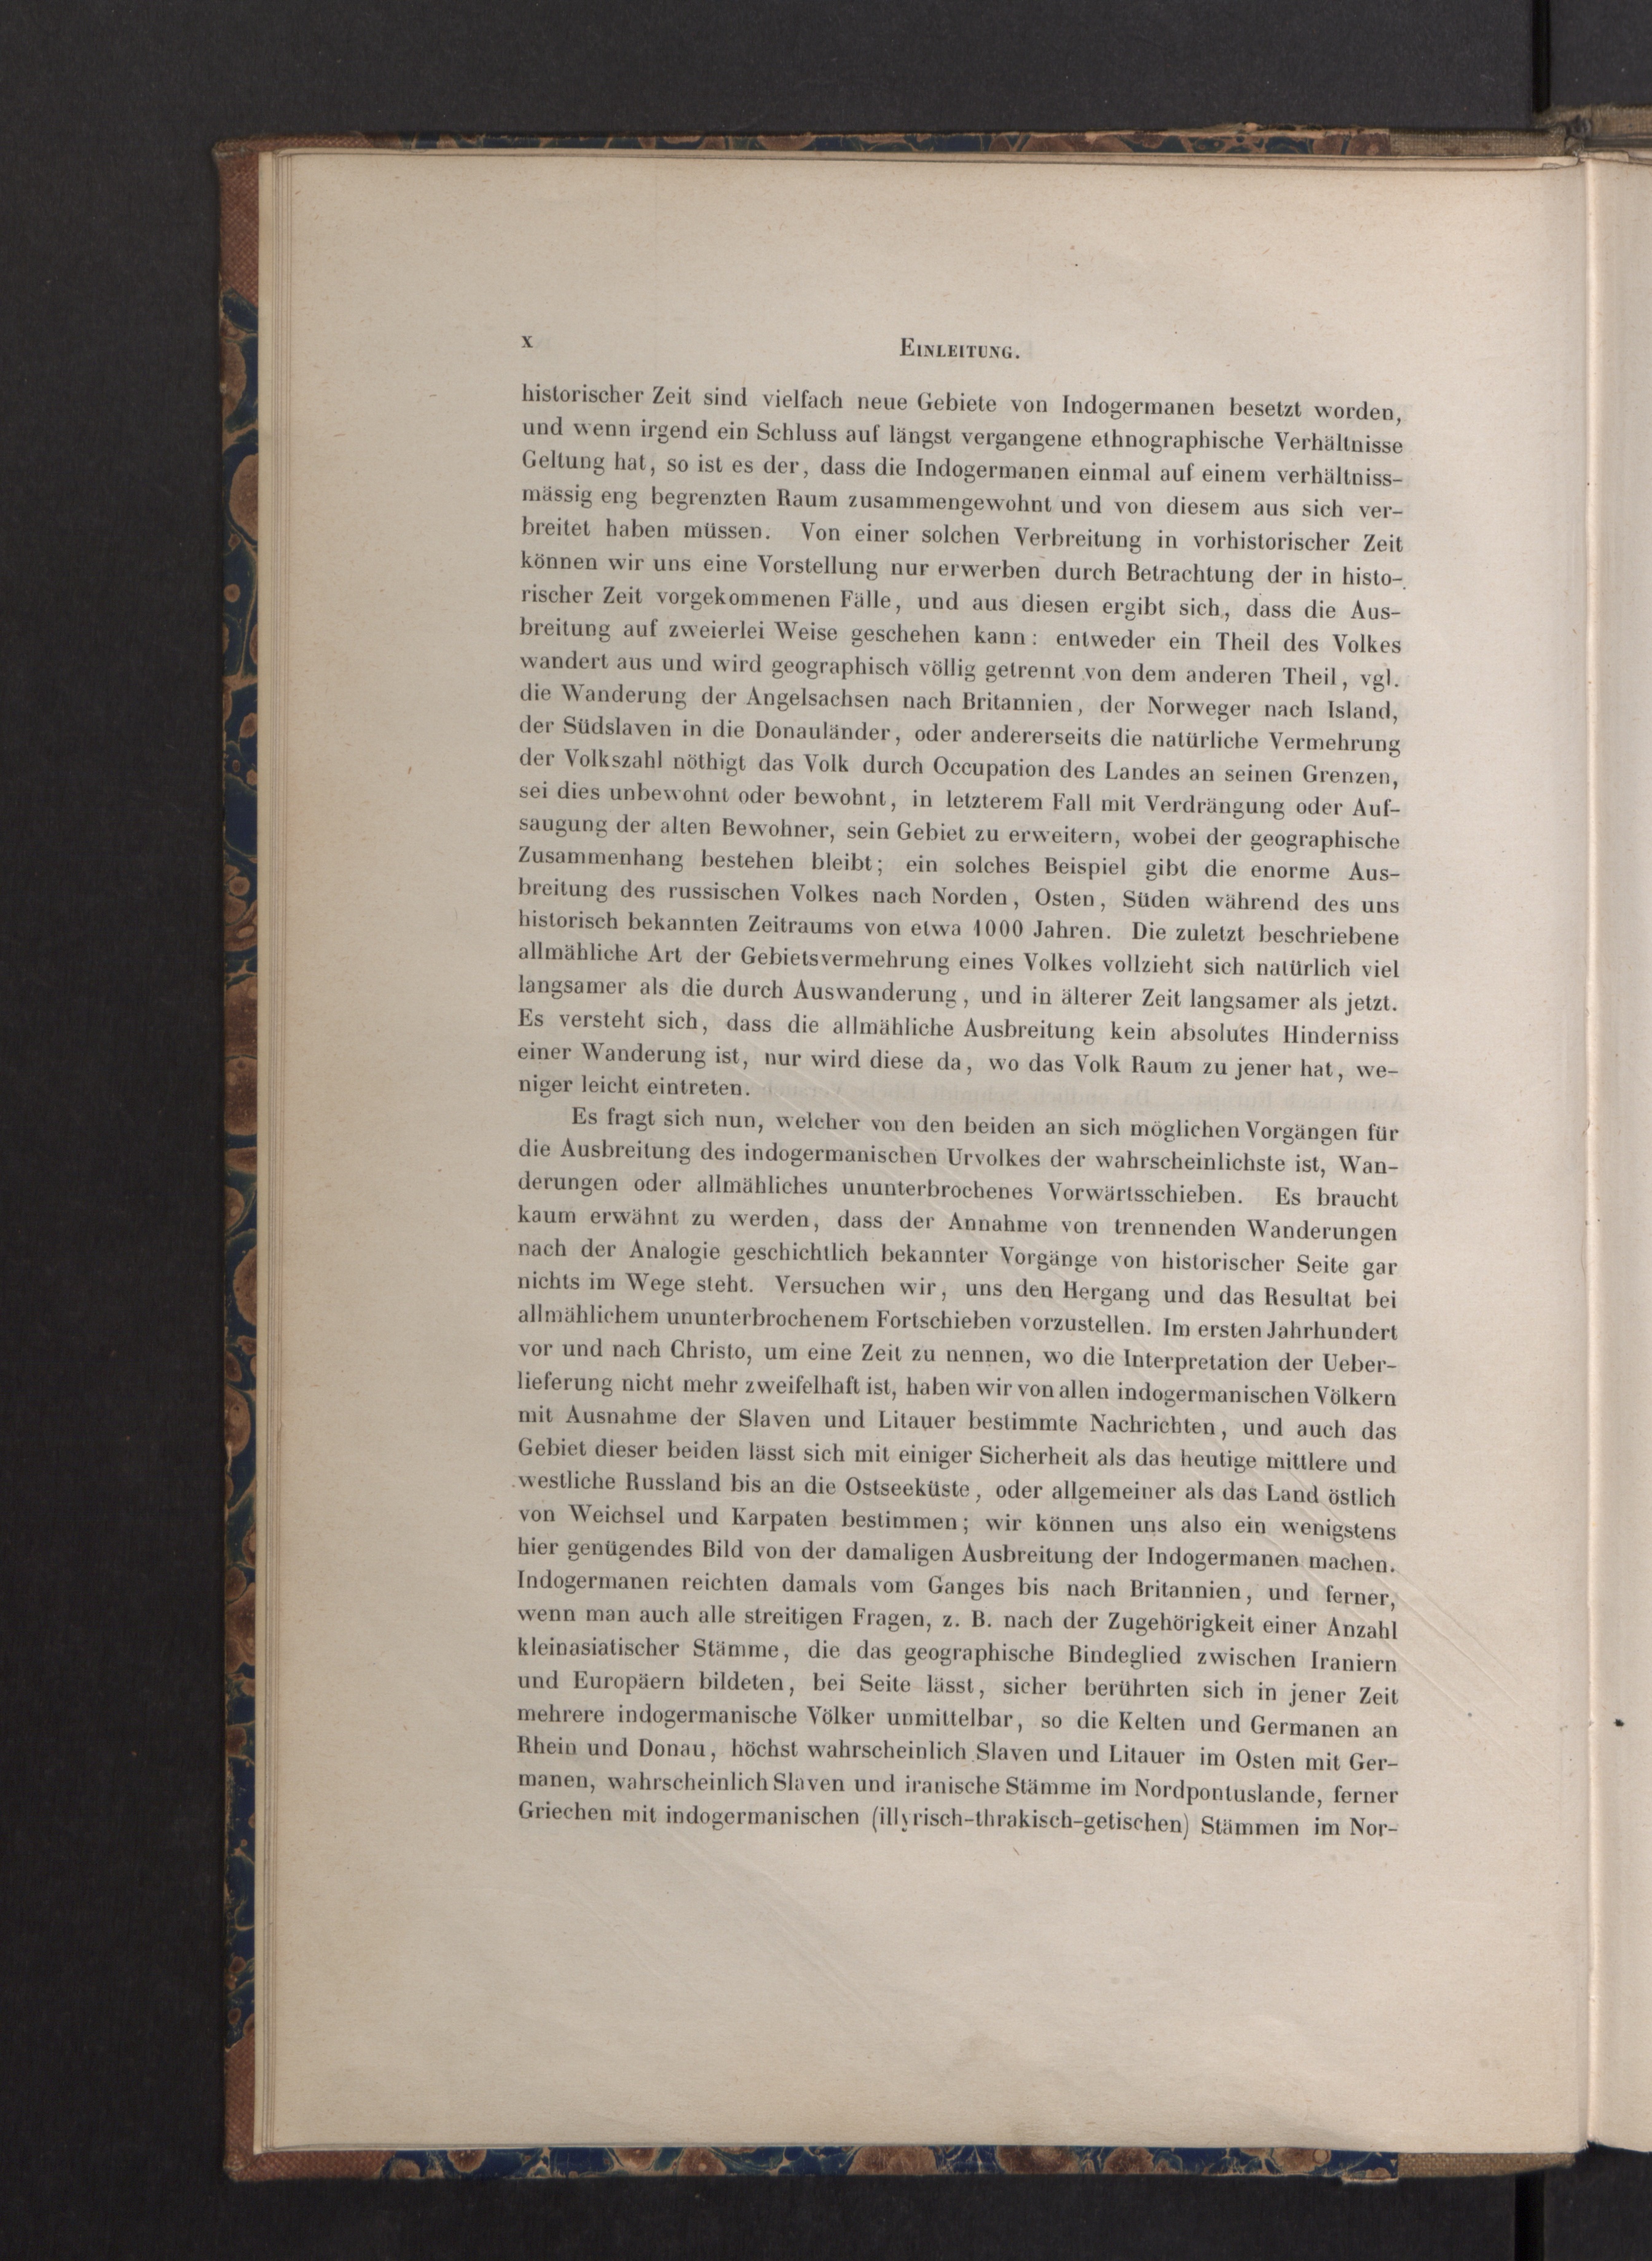 x
Einleitung.
historischer Zeit sind vielfach neue Gebiete von Indogermanen besetzt worden,
und wenn irgend ein Schluss auf längst vergangene ethnographische Verhältnisse
Geltung hat, so ist es der, dass die Indogermanen einmal auf einem verhältniss-
mässig eng begrenzten Raum zusammengewohnt und von diesem aus sich ver-
breitet haben müssen. Von einer solchen Verbreitung in vorhistorischer Zeit
können wir uns eine Vorstellung nur erwerben durch Betrachtung der in histo-
rischer Zeit vorgekommenen Fälle, und aus diesen ergibt sich, dass die Aus-
breitung auf zweierlei Weise geschehen kann: entweder ein Theil des Volkes
wandert aus und wird geographisch völlig getrennt von dem anderen Theil, vgl.
die Wanderung der Angelsachsen nach Britannien, der Norweger nach Island,
der Südslaven in die Donauländer, oder andererseits die natürliche Vermehrung
der Volkszahl nöthigt das Volk durch Occupation des Landes an seinen Grenzen,
sei dies unbewohnt oder bewohnt, in letzterem Fall mit Verdrängung oder Auf-
saugung der alten Bewohner, sein Gebiet zu erweitern, wobei der geographische
Zusammenhang bestehen bleibt; ein solches Beispiel gibt die enorme Aus-
breitung des russischen Volkes nach Norden, Osten, Süden während des uns
historisch bekannten Zeitraums von etwa 1000 Jahren. Die zuletzt beschriebene
allmähliche Art der Gebietsvermehrung eines Volkes vollzieht sich natürlich viel
langsamer als die durch Auswanderung, und in älterer Zeit langsamer als jetzt.
Es versteht sich, dass die allmähliche Ausbreitung kein absolutes Hinderniss
einer Wanderung ist, nur wird diese da, wo das Volk Raum zu jener hat, we-
niger leicht eintreten.
Es fragt sich nun, welcher von den beiden an sich möglichen Vorgängen für
die Ausbreitung des indogermanischen Urvolkes der wahrscheinlichste ist, Wan-
derungen oder allmähliches ununterbrochenes Vorwärtsschieben. Es braucht
kaum erwähnt zu werden, dass der Annahme von trennenden Wanderungen
nach der Analogie geschichtlich bekannter Vorgänge von historischer Seite gar
nichts im Wege steht. Versuchen wir, uns den Hergang und das Resultat bei
allmählichem ununterbrochenem Fortschieben vorzustellen. Im ersten Jahrhundert
vor und nach Christo, um eine Zeit zu nennen, wo die Interpretation der Ueber-
lieferung nicht mehr zweifelhaft ist, haben wir von allen indogermanischen Völkern
mit Ausnahme der Slaven und Litauer bestimmte Nachrichten, und auch das
Gebiet dieser beiden lässt sich mit einiger Sicherheit als das heutige mittlere und
westliche Russland bis an die Ostseeküste, oder allgemeiner als das Land östlich
von Weichsel und Karpaten bestimmen; wir können uns also ein wenigstens
hier genügendes Bild von der damaligen Ausbreitung der Indogermanen machen.
Indogermanen reichten damals vom Ganges bis nach Britannien, und ferner,
wenn man auch alle streitigen Fragen, z. B. nach der Zugehörigkeit einer Anzahl
kleinasiatischer Stämme, die das geographische Bindeglied zwischen Iraniern
und Europäern bildeten, bei Seite lässt, sicher berührten sich in jener Zeit
mehrere indogermanische Völker unmittelbar, so die Kelten und Germanen an
Rhein und Donau, höchst wahrscheinlich Slaven und Litauer im Osten mit Ger-
manen, wahrscheinlich Slaven und iranische Stämme im Nordpontuslande, ferner
Griechen mit indogermanischen (illyrisch-thrakisch-getischen) Stämmen im Nor-